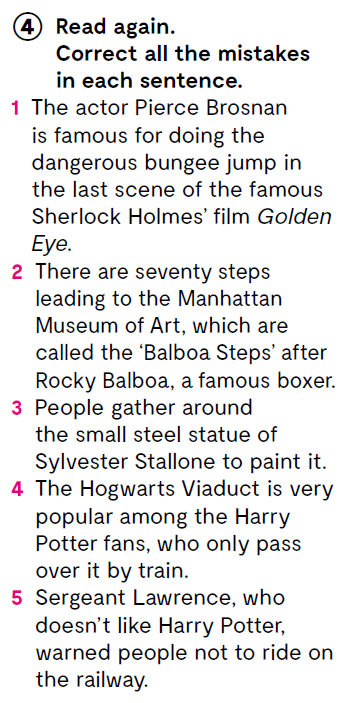 4 Read again.
Correct all the mistakes
in each sentence.
1 The actor Pierce Brosnan
is famous for doing the
dangerous bungee jump in
the last scene of the famous
Sherlock Holmes’ film Golden
Eye.
2 There are seventy steps
leading to the Manhattan
Museum of Art, which are
called the ‘Balboa Steps’ after
Rocky Balboa, a famous boxer.
3 People gather around
the small steel statue of
Sylvester Stallone to paint it.
4 The Hogwarts Viaduct is very
popular among the Harry
Potter fans, who only pass
over it by train.
5 Sergeant Lawrence, who
doesn’t like Harry Potter,
warned people not to ride on
the railway.